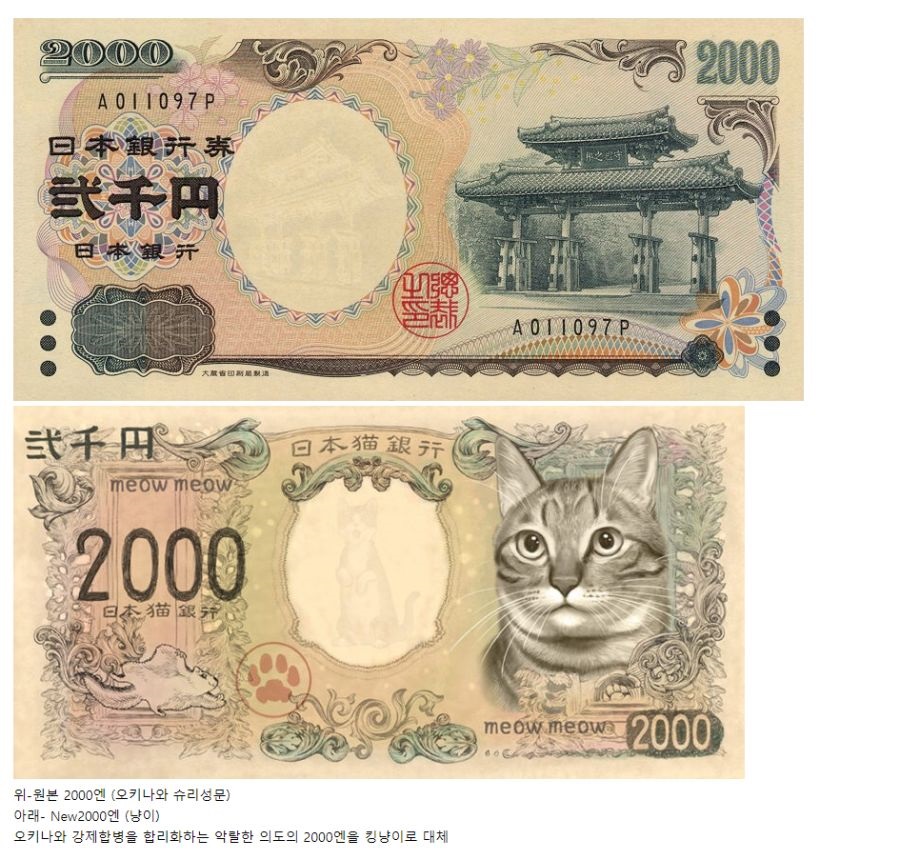 2000
2000
A011097P
日本銀行券
弐千円
日本銀行
A011097P
大蔵省印刷局製造
弐千円
日本猫銀行
meow meow
2000
日本猫銀行
meow meow
2000
위-원본 2000엔 (오키나와 슈리성문)
아래- New2000엔 (냥이)
오키나와 강제합병을 합리화하는 악랄한 의도의 2000엔을 킹냥이로 대체